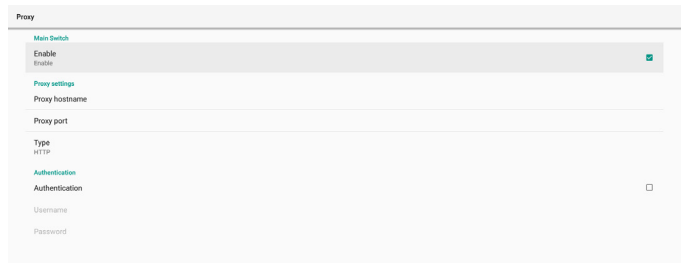 Proxy
Main Switch
Enable
Enable
Proxy settings
Proxy hostname
Proxy port
Type
HTTP
Authentication
Authentication
Username
Password